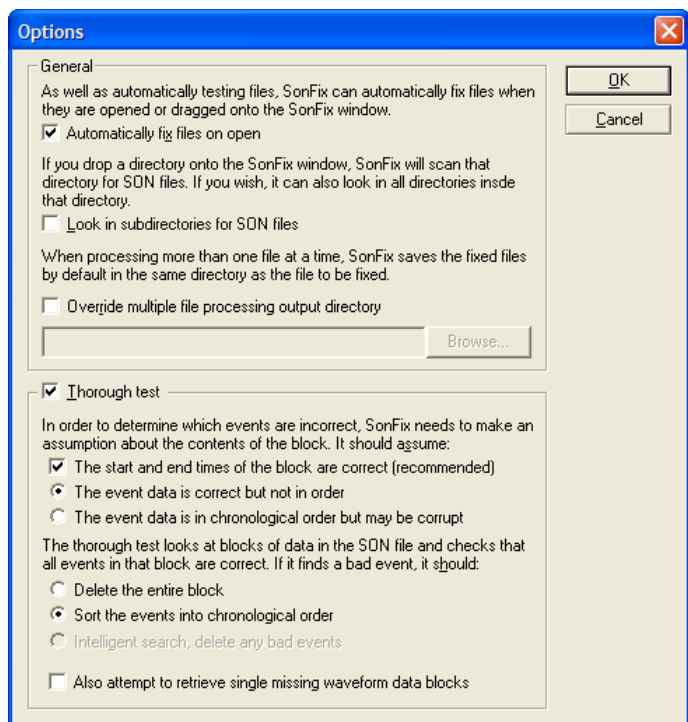 Options
General
OK
As well as automatically testing files, SonFix can automatically fix files when
they are opened or dragged onto the SonFix window.
Cancel
Automatically fix files on open
If you drop a directory onto the SonFix window, SonFix will scan that
directory for SON files. If you wish, it can also look in all directories insde
that directory.
Look in subdirectories for SON files
When processing more than one file at a time, SonFix saves the fixed files
by default in the same directory as the file to be fixed.
Override multiple file processing output directory
Browse...
Thorough test
In order to determine which events are incorrect, SonFix needs to make an
assumption about the contents of the block. It should assume:
The start and end times of the block are correct (recommended)
The event data is correct but not in order
The event data is in chronological order but may be corrupt
The thorough test looks at blocks of data in the SON file and checks that
all events in that block are correct. If it finds a bad event, it should:
Delete the entire block
Sort the events into chronological order
Intelligent search, delete any bad events
Also attempt to retrieve single missing waveform data blocks